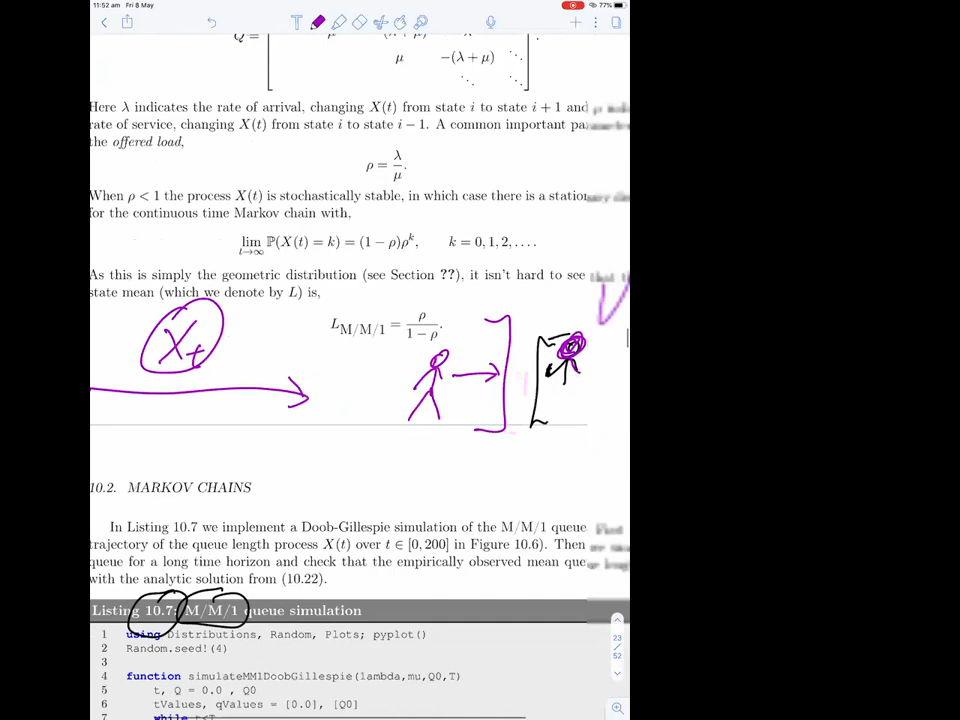 11:52 am Fri 8 May
77%
Q =
μ −(λ + μ) ⋱
⋱ ⋱
Here λ indicates the rate of arrival, changing X(t) from state i to state i + 1 and
rate of service, changing X(t) from state i to state i − 1. A common important
the offered load,
ρ = λ/μ.
When ρ < 1 the process X(t) is stochastically stable, in which case there is a
for the continuous time Markov chain with,
lim t→∞ ℙ(X(t) = k) = (1 − ρ)ρ^k, k = 0, 1, 2, . . . .
As this is simply the geometric distribution (see Section ??), it isn't hard to see
state mean (which we denote by L) is,
L_M/M/1 = ρ/(1 − ρ).
X_t
10.2. MARKOV CHAINS
In Listing 10.7 we implement a Doob-Gillespie simulation of the M/M/1 queue
trajectory of the queue length process X(t) over t ∈ [0, 200] in Figure 10.6). Then
queue for a long time horizon and check that the empirically observed mean
with the analytic solution from (10.22).
Listing 10.7: M/M/1 queue simulation
1 using Distributions, Random, Plots; pyplot()
2 Random.seed!(4)
3
4 function simulateMM1DoobGillespie(lambda,mu,Q0,T)
5 t, Q = 0.0 , Q0
6 tValues, qValues = [0.0], [Q0]
7 while t<T
23
/
52